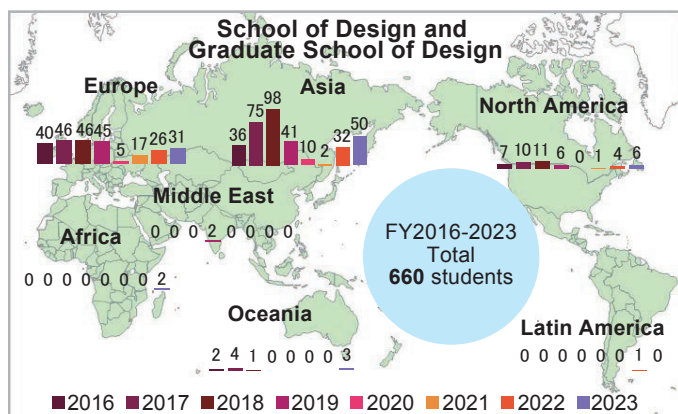 School of Design and
Graduate School of Design
Europe
40 46 46 45 5 17 26 31
Asia
36 75 98 41 10 2 32 50
North America
7 10 11 6 0 1 4 6
Middle East
0 0 0 2 0 0 0 0
Africa
0 0 0 0 0 0 0 2
FY2016-2023
Total
660 students
Oceania
2 4 1 0 0 0 0 3
Latin America
0 0 0 0 0 0 1 0
2016 2017 2018 2019 2020 2021 2022 2023